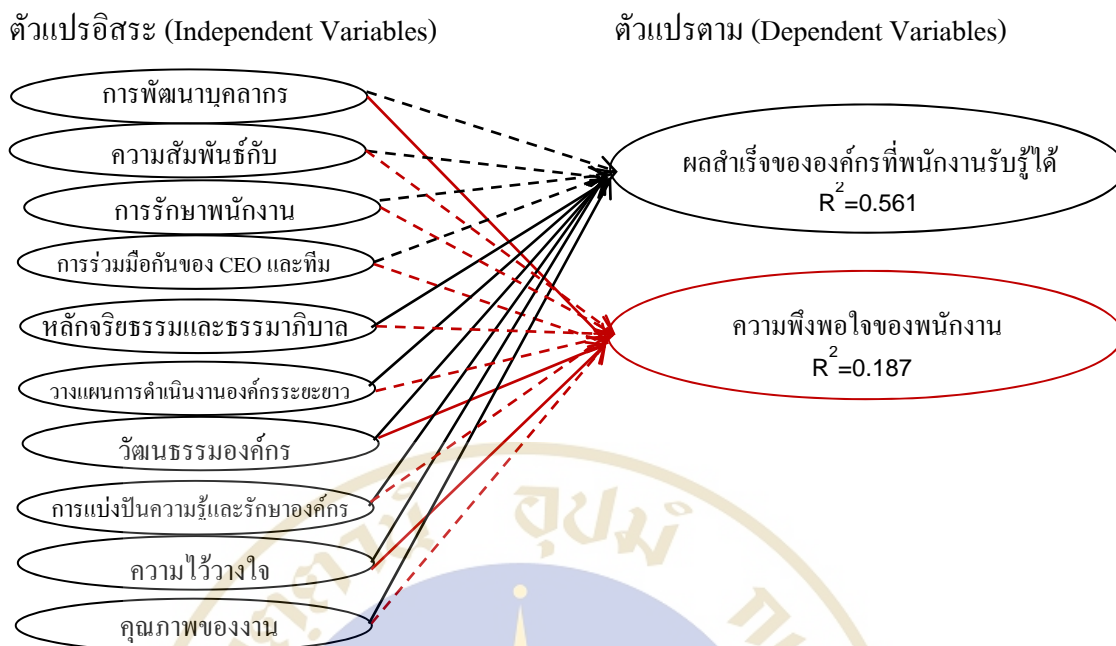 ตัวแปรอิสระ (Independent Variables)
ตัวแปรตาม (Dependent Variables)
การพัฒนาบุคลากร
ความสัมพันธ์กับ
การรักษาพนักงาน
การร่วมมือกันของ CEO และทีม
หลักจริยธรรมและธรรมาภิบาล
วางแผนการดำเนินงานองค์กรระยะยาว
วัฒนธรรมองค์กร
การแบ่งปันความรู้และรักษาองค์กร
ความไว้วางใจ
คุณภาพของงาน
ผลสำเร็จขององค์กรที่พนักงานรับรู้ได้
R²=0.561
ความพึงพอใจของพนักงาน
R²=0.187
อุปมํ